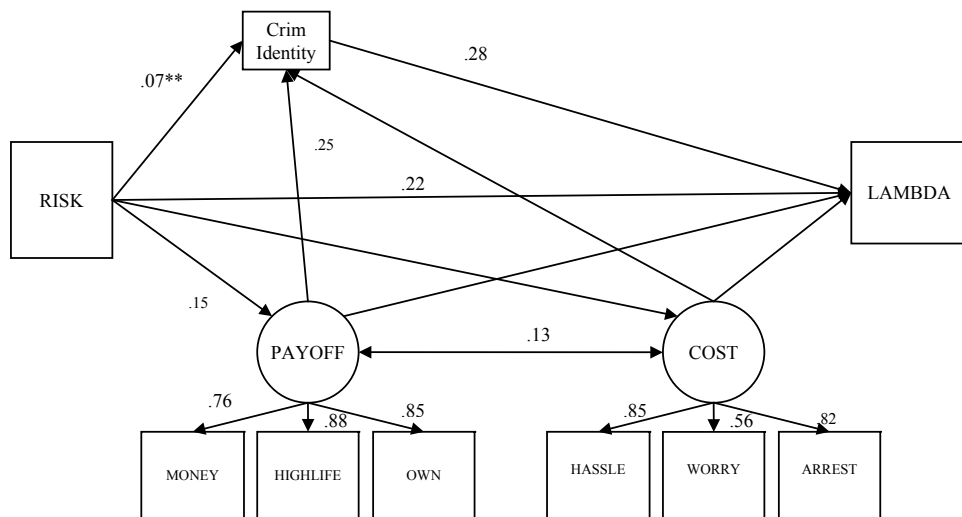 Crim
Identity
.07**
.28
.25
RISK
.22
LAMBDA
.15
PAYOFF
.13
COST
.76
.88
.85
.85
.56
.82
MONEY
HIGHLIFE
OWN
HASSLE
WORRY
ARREST